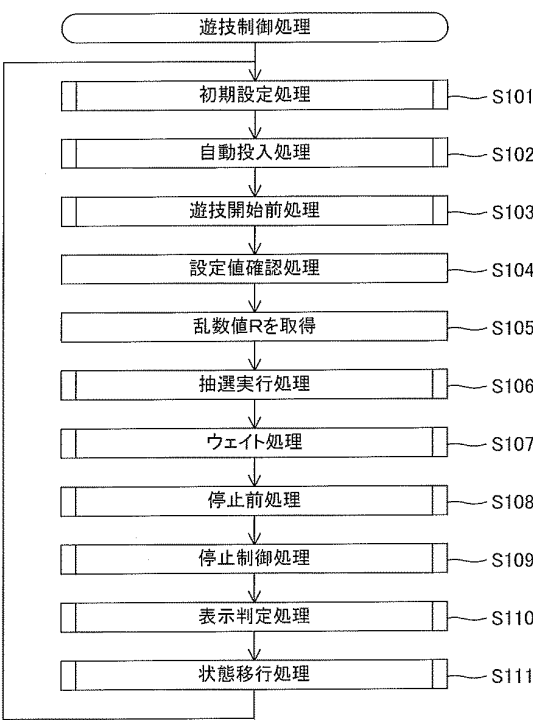 遊技制御処理
初期設定処理 S101
自動投入処理 S102
遊技開始前処理 S103
設定値確認処理 S104
乱数値Rを取得 S105
抽選実行処理 S106
ウェイト処理 S107
停止前処理 S108
停止制御処理 S109
表示判定処理 S110
状態移行処理 S111